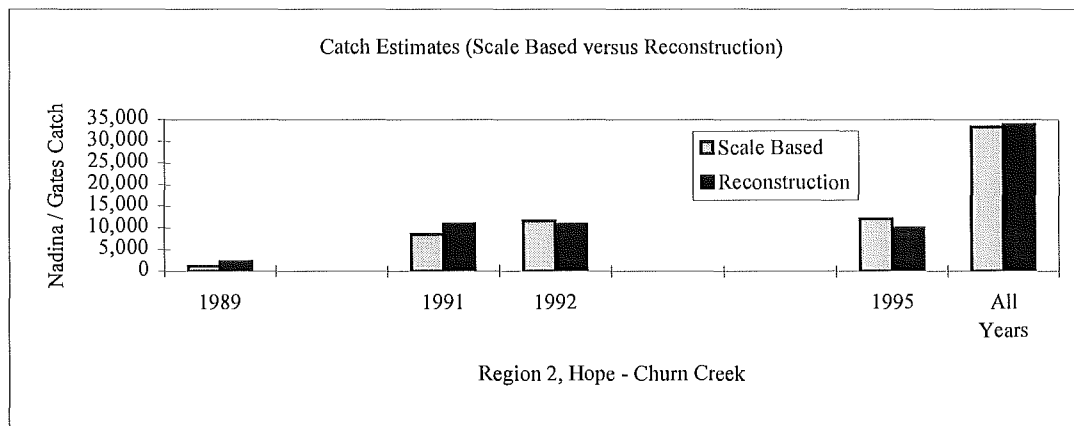 Catch Estimates (Scale Based versus Reconstruction)
Nadina / Gates Catch
35,000
30,000
25,000
20,000
15,000
10,000
5,000
0
Scale Based
Reconstruction
1989
1991
1992
1995
All
Years
Region 2, Hope - Churn Creek